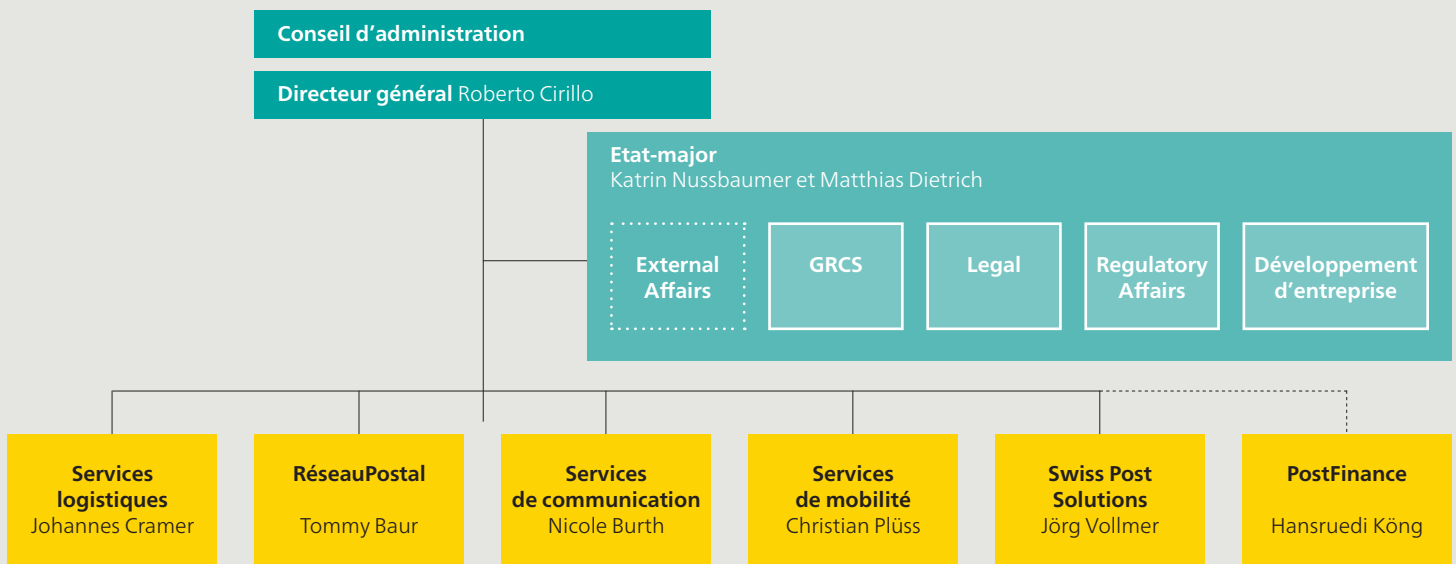 Conseil d'administration
Directeur général Roberto Cirillo
Etat-major
Katrin Nussbaumer et Matthias Dietrich
External
Affairs
GRCS
Legal
Regulatory
Affairs
Développement
d'entreprise
Services
logistiques
Johannes Cramer
RéseauPostal
Tommy Baur
Services
de communication
Nicole Burth
Services
de mobilité
Christian Plüss
Swiss Post
Solutions
Jörg Vollmer
PostFinance
Hansruedi Köng